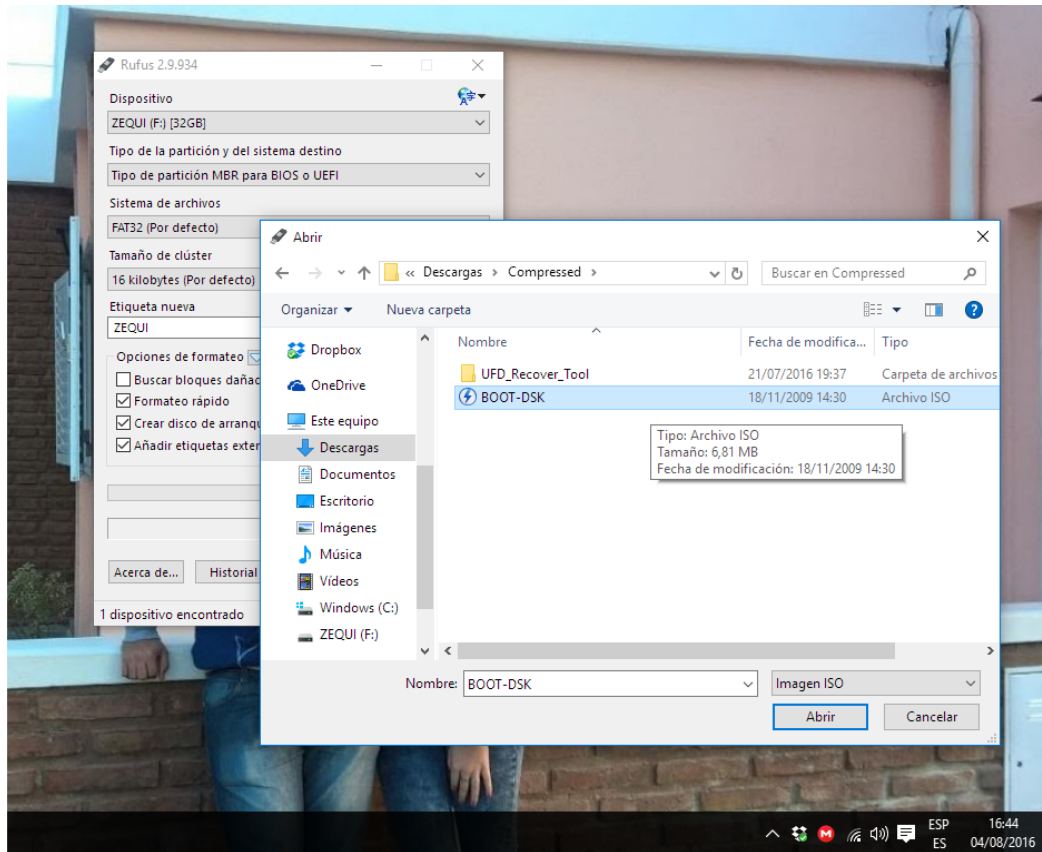 Rufus 2.9.934
Dispositivo
ZEQUI (F:) [32GB]
Tipo de la partición y del sistema destino
Tipo de partición MBR para BIOS o UEFI
Sistema de archivos
FAT32 (Por defecto)
Tamaño de clúster
16 kilobytes (Por defecto)
Etiqueta nueva
ZEQUI
Opciones de formateo
Buscar bloques dañad
Formateo rápido
Crear disco de arranqu
Añadir etiquetas exter
Acerca de...
Historial
1 dispositivo encontrado
Abrir
« Descargas > Compressed >
Buscar en Compressed
Organizar
Nueva carpeta
Dropbox
OneDrive
Este equipo
Descargas
Documentos
Escritorio
Imágenes
Música
Vídeos
Windows (C:)
ZEQUI (F:)
Nombre Fecha de modifica... Tipo
UFD_Recover_Tool 21/07/2016 19:37 Carpeta de archivos
BOOT-DSK 18/11/2009 14:30 Archivo ISO
Tipo: Archivo ISO
Tamaño: 6,81 MB
Fecha de modificación: 18/11/2009 14:30
Nombre: BOOT-DSK
Imagen ISO
Abrir
Cancelar
ESP
ES
16:44
04/08/2016